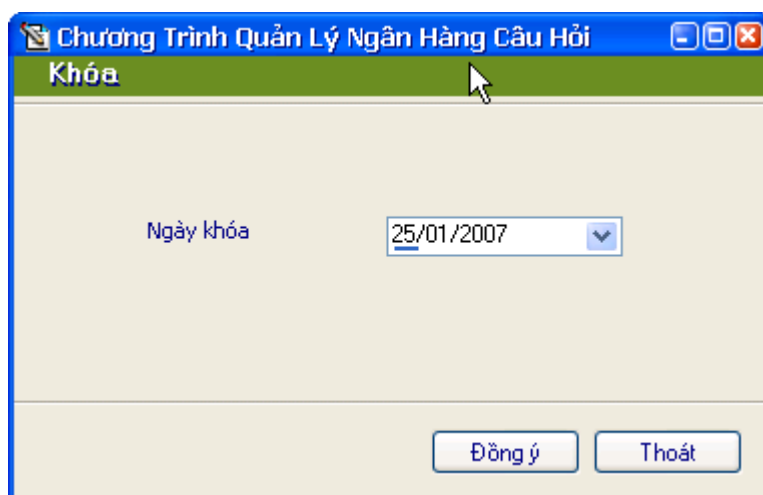 Chương Trình Quản Lý Ngân Hàng Câu Hỏi
Khóa
Ngày khóa 25/01/2007
Đồng ý Thoát